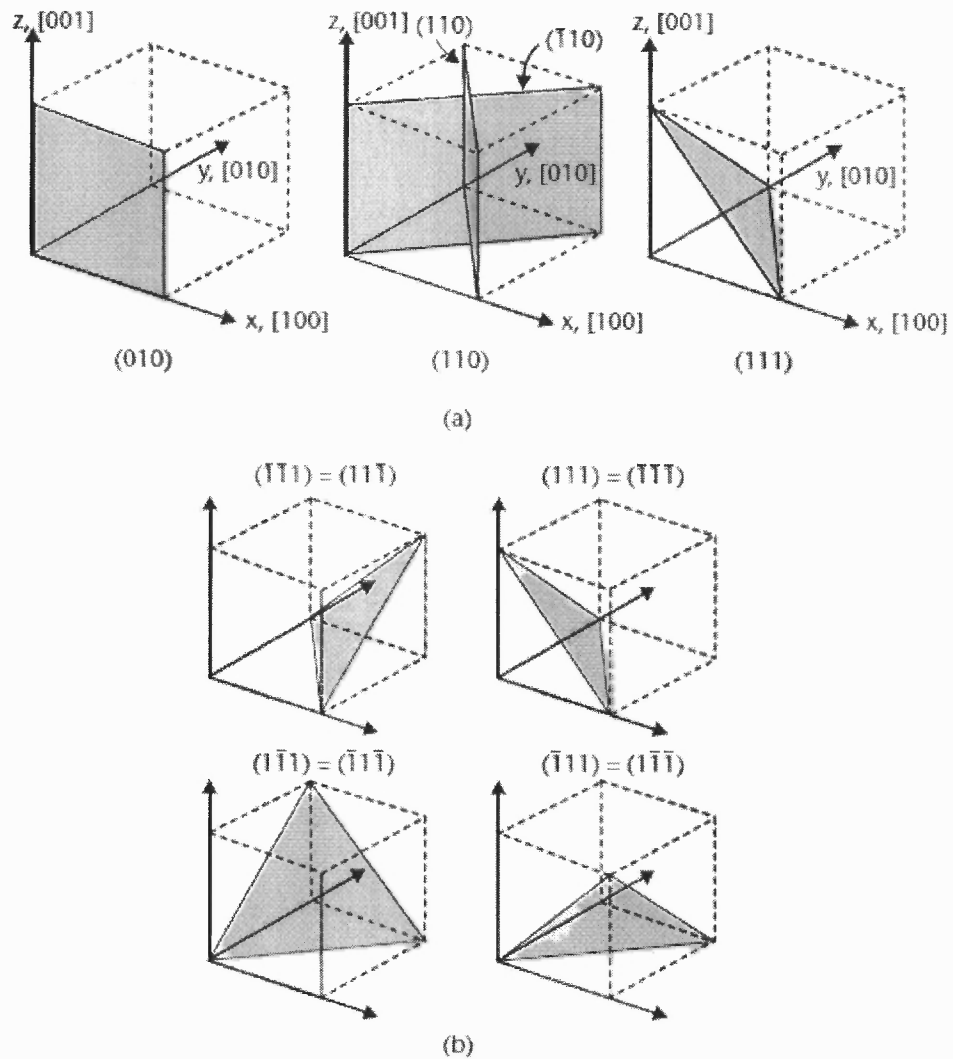 z, [001]
z, [001] (110)
(1̄10)
z, [001]
y, [010]
y, [010]
y, [010]
x, [100]
x, [100]
x, [100]
(010)
(110)
(111)
(a)
(1̄1̄1) = (111̄)
(111) = (1̄1̄1̄)
(11̄1) = (1̄11̄)
(1̄11) = (11̄1̄)
(b)